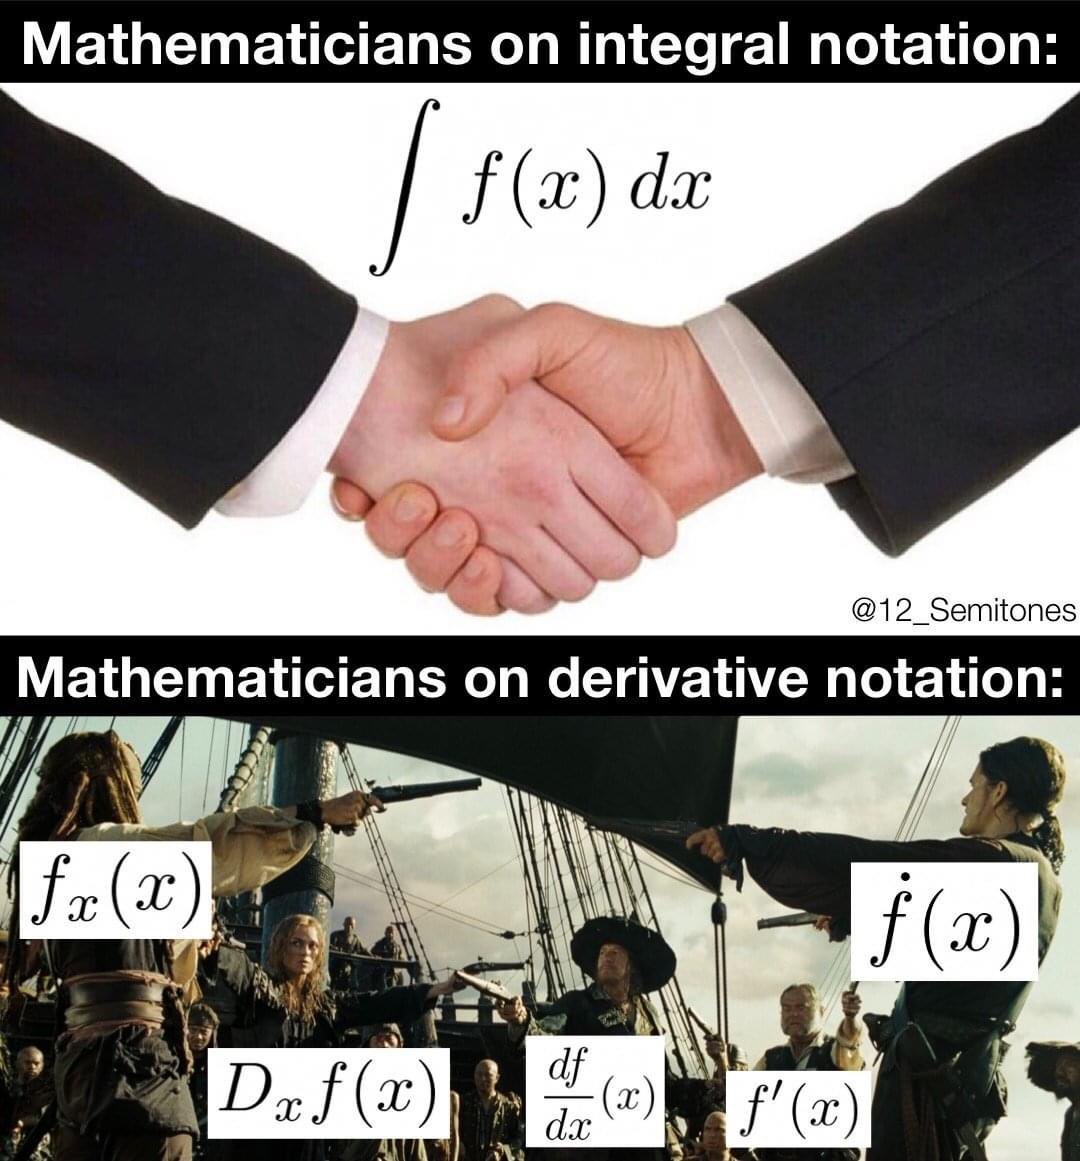 Mathematicians on integral notation:
∫ f(x) dx
@12_Semitones
Mathematicians on derivative notation:
fₓ(x)
ḟ(x)
Dₓf(x)
df/dx (x)
f′(x)